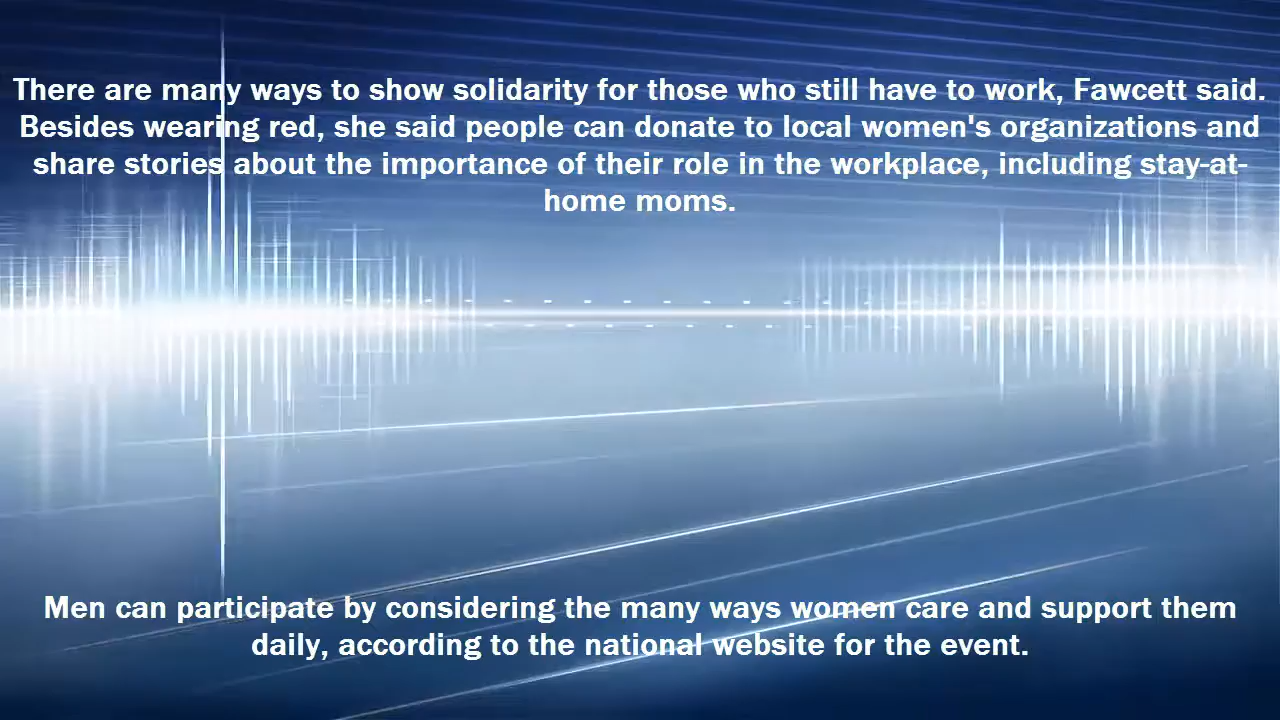 There are many ways to show solidarity for those who still have to work, Fawcett said.
Besides wearing red, she said people can donate to local women's organizations and
share stories about the importance of their role in the workplace, including stay-at-
home moms.
Men can participate by considering the many ways women care and support them
daily, according to the national website for the event.